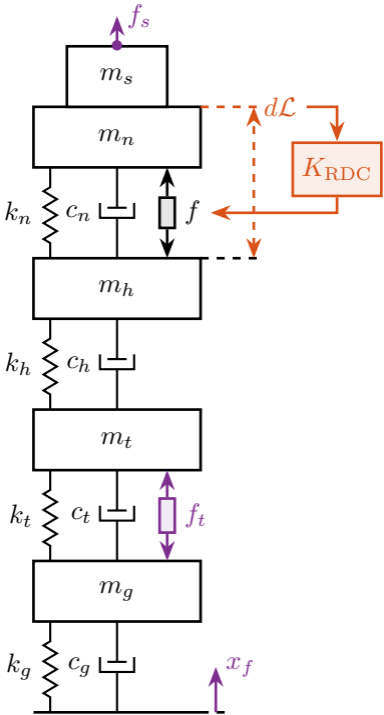 f_s
m_s
m_n
dℒ
K_RDC
k_n c_n f
m_h
k_h c_h
m_t
k_t c_t f_t
m_g
k_g c_g x_f